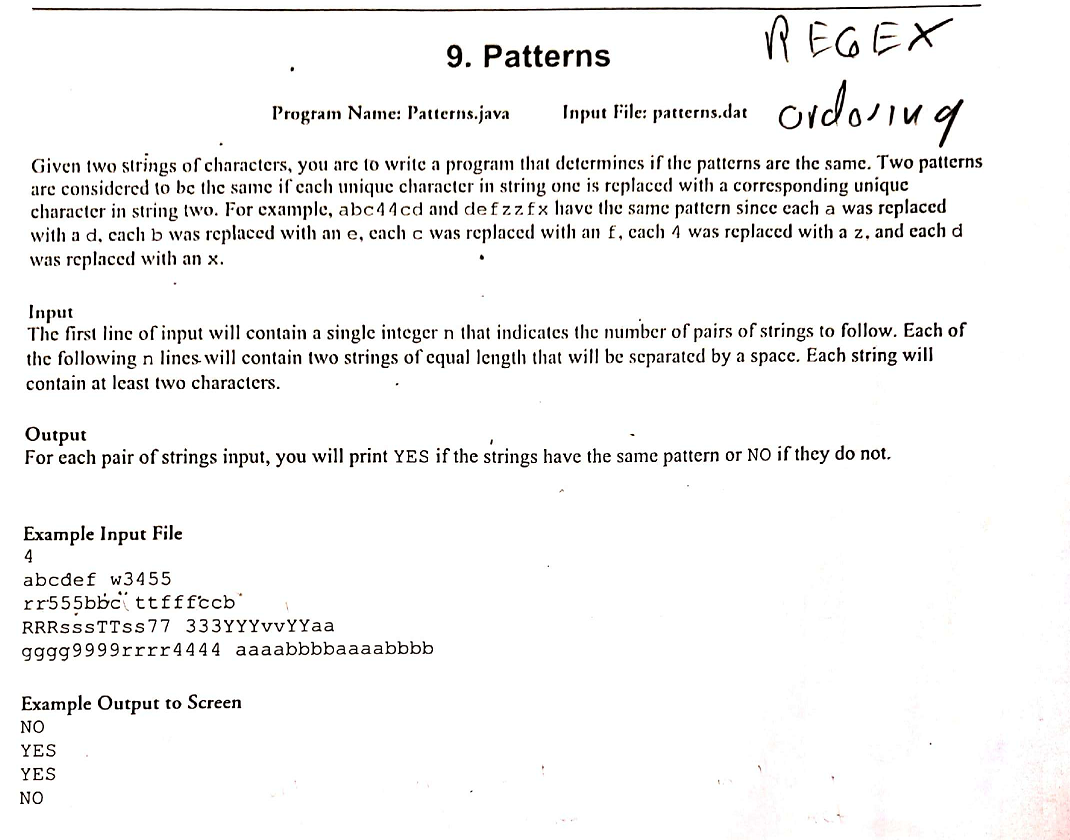 REGEX
9. Patterns
ordering
Program Name: Patterns.java Input File: patterns.dat
Given two strings of characters, you are to write a program that determines if the patterns are the same. Two patterns
are considered to be the same if each unique character in string one is replaced with a corresponding unique
character in string two. For example, abc44cd and defzzfx have the same pattern since each a was replaced
with a d, each b was replaced with an e, each c was replaced with an f, each 4 was replaced with a z, and each d
was replaced with an x.
Input
The first line of input will contain a single integer n that indicates the number of pairs of strings to follow. Each of
the following n lines will contain two strings of equal length that will be separated by a space. Each string will
contain at least two characters.
Output
For each pair of strings input, you will print YES if the strings have the same pattern or NO if they do not.
Example Input File
4
abcdef w3455
rr555bbc ttfffccb
RRRsssTTss77 333YYYvvYYaa
gggg9999rrrr4444 aaaabbbbaaaabbbb
Example Output to Screen
NO
YES
YES
NO